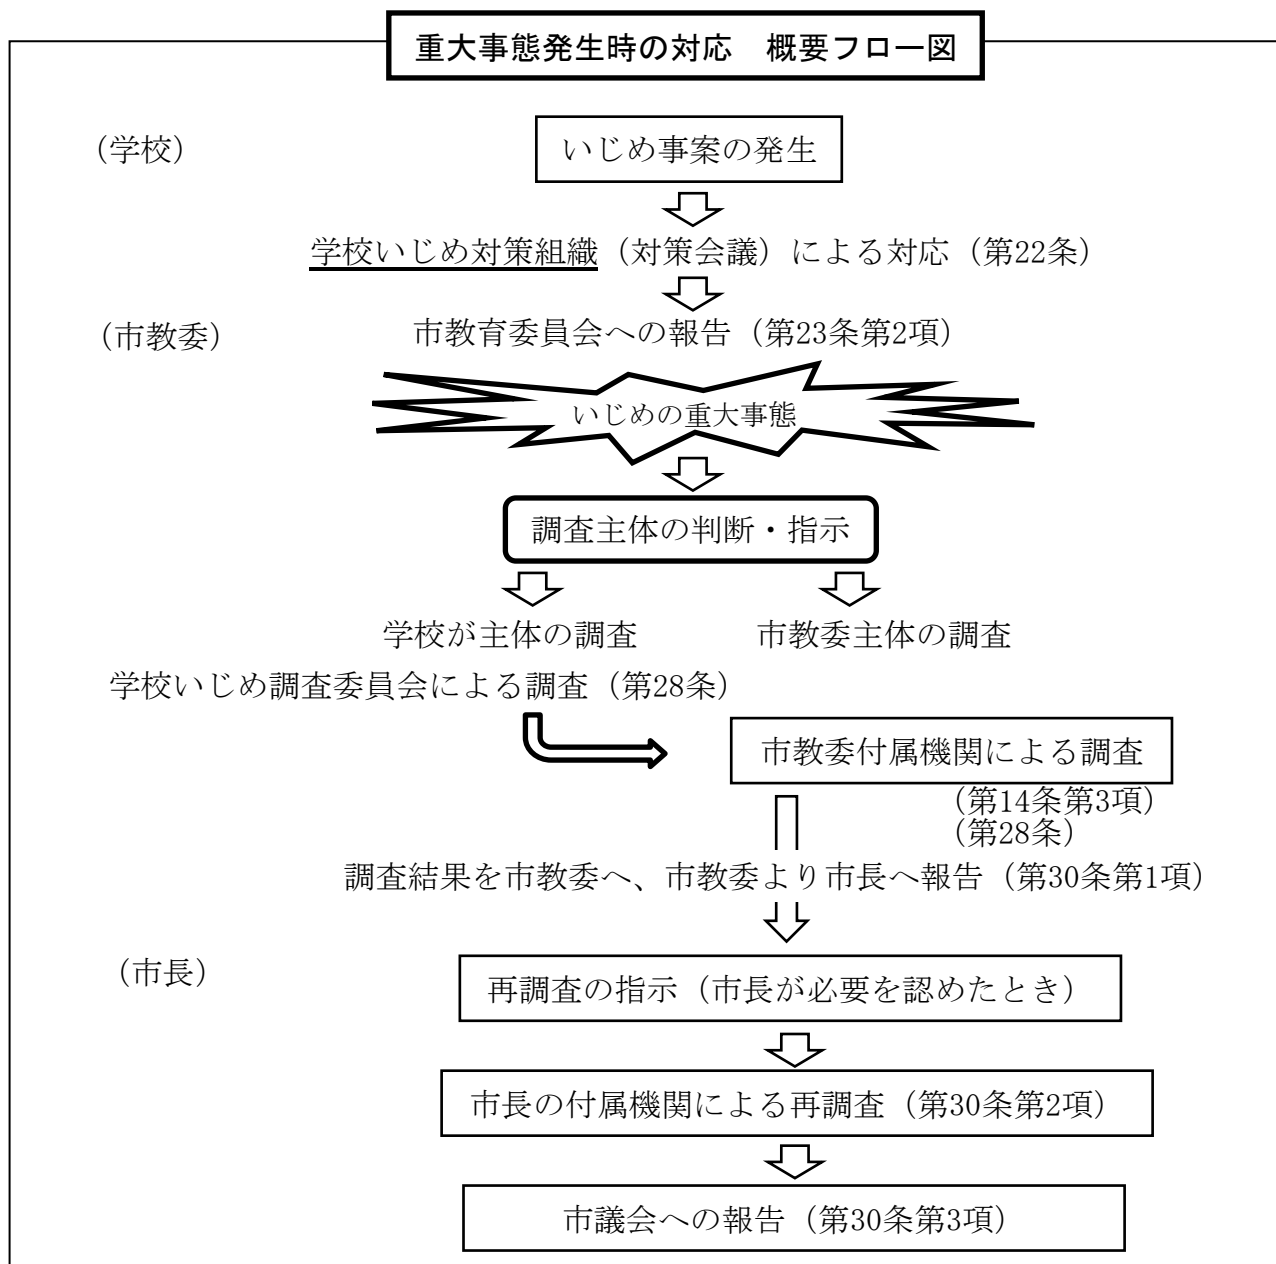 重大事態発生時の対応　概要フロー図
（学校）
いじめ事案の発生
学校いじめ対策組織（対策会議）による対応（第22条）
（市教委）
市教育委員会への報告（第23条第2項）
いじめの重大事態
調査主体の判断・指示
学校が主体の調査
市教委主体の調査
学校いじめ調査委員会による調査（第28条）
市教委付属機関による調査
（第14条第3項）
（第28条）
調査結果を市教委へ、市教委より市長へ報告（第30条第1項）
（市長）
再調査の指示（市長が必要を認めたとき）
市長の付属機関による再調査（第30条第2項）
市議会への報告（第30条第3項）